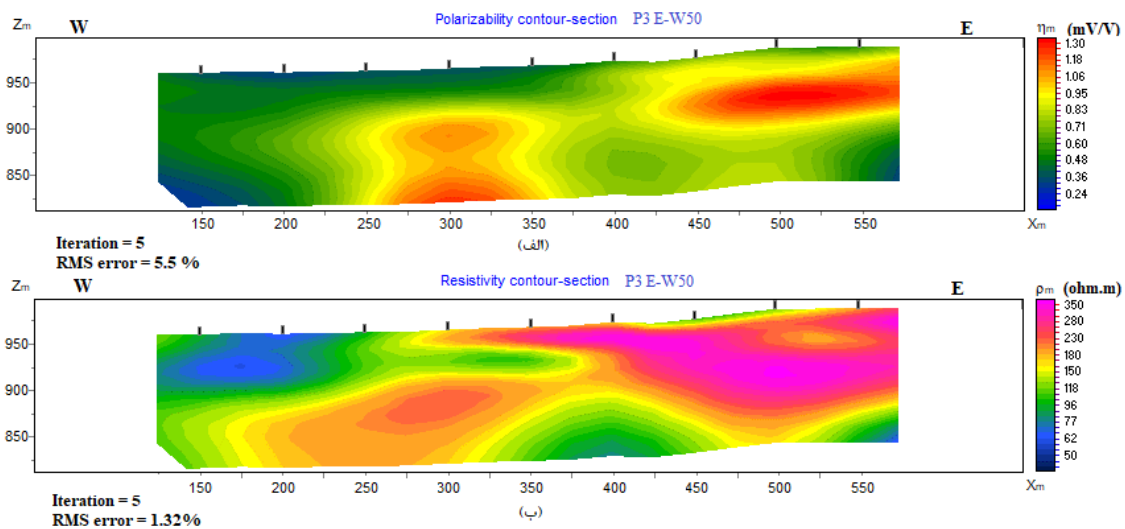 Polarizability contour-section P3 E-W50
Zm W E ηm (mV/V)
950
900
850
1.30
1.18
1.06
0.95
0.83
0.71
0.60
0.48
0.36
0.24
150 200 250 300 350 400 450 500 550 Xm
(الف)
Iteration = 5
RMS error = 5.5 %
Resistivity contour-section P3 E-W50
Zm W E ρm (ohm.m)
950
900
850
350
280
230
180
150
118
96
77
62
50
150 200 250 300 350 400 450 500 550 Xm
(ب)
Iteration = 5
RMS error = 1.32%